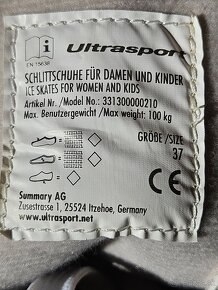 Ultrasport
EN 15638
SCHLITTSCHUHE FÜR DAMEN UND KINDER
ICE SKATES FOR WOMEN AND KIDS
Artikel Nr. /Model No.: 331300000210
Max. Benutzergewicht /Max weight: 100 kg
GRÖßE /SIZE
37
CE
Summary AG
Zusestrasse 1, 25524 Itzehoe, Germany
www.ultrasport.net